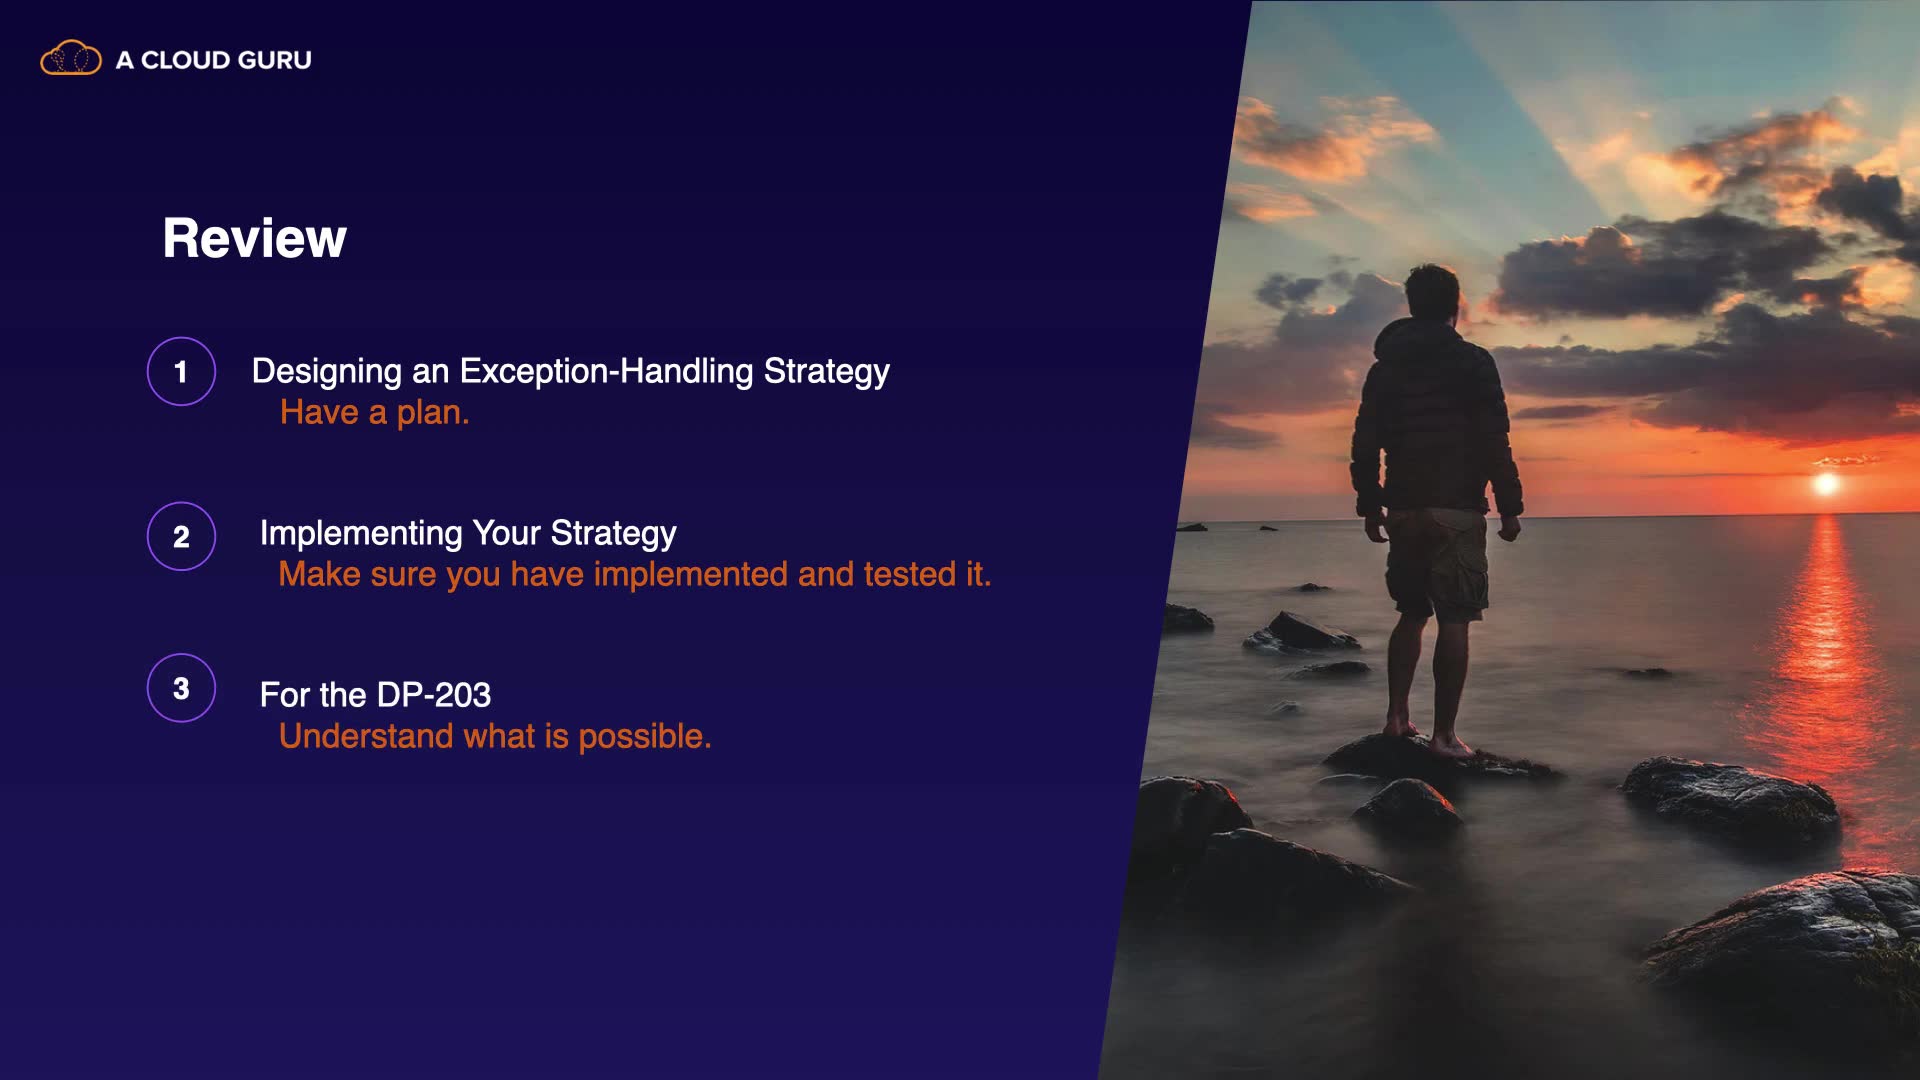 A CLOUD GURU
Review
1
Designing an Exception-Handling Strategy
Have a plan.
2
Implementing Your Strategy
Make sure you have implemented and tested it.
3
For the DP-203
Understand what is possible.